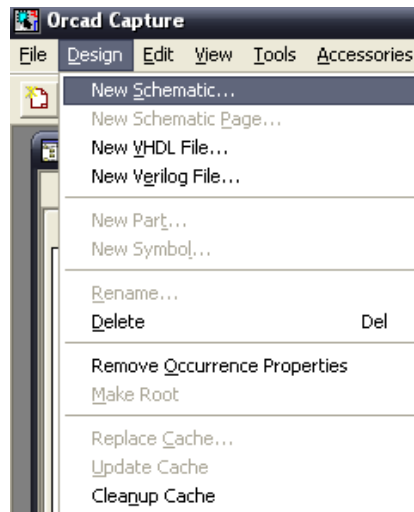 Orcad Capture
File Design Edit View Tools Accessories
New Schematic...
New Schematic Page...
New VHDL File...
New Verilog File...
New Part...
New Symbol...
Rename...
Delete Del
Remove Occurrence Properties
Make Root
Replace Cache...
Update Cache
Cleanup Cache